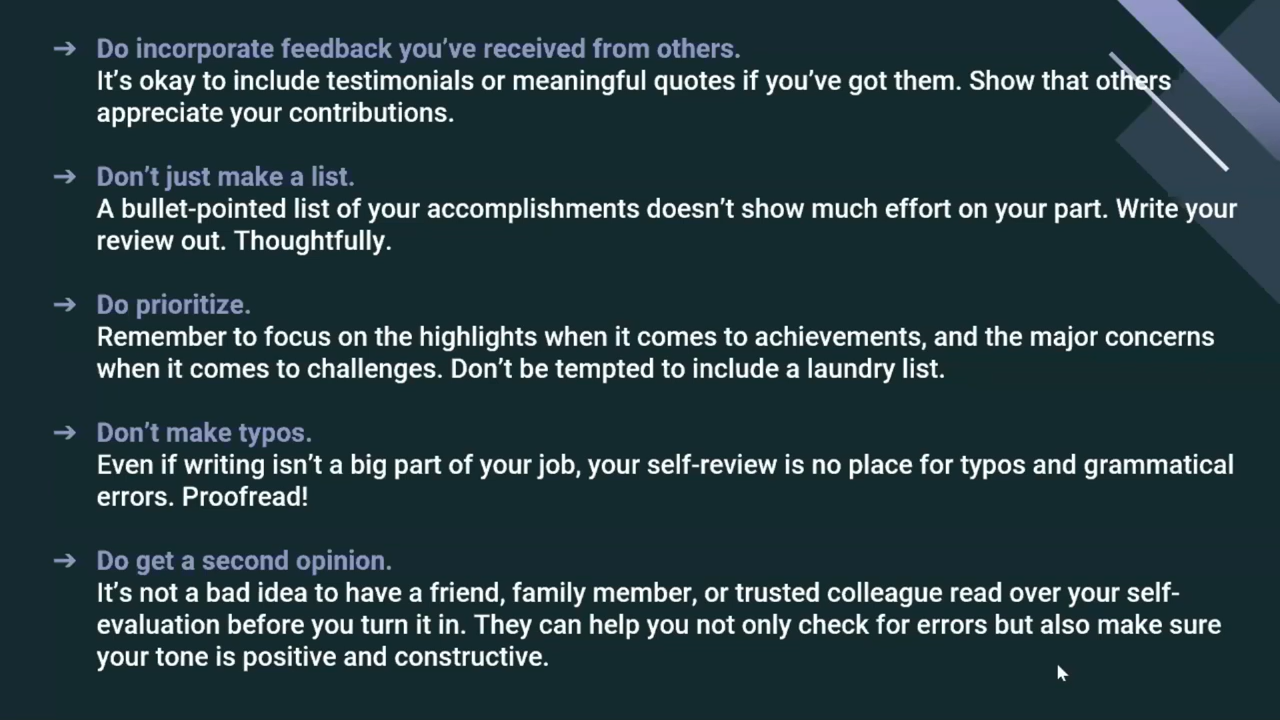 ➔ Do incorporate feedback you’ve received from others.
It’s okay to include testimonials or meaningful quotes if you’ve got them. Show that others
appreciate your contributions.
➔ Don’t just make a list.
A bullet-pointed list of your accomplishments doesn’t show much effort on your part. Write your
review out. Thoughtfully.
➔ Do prioritize.
Remember to focus on the highlights when it comes to achievements, and the major concerns
when it comes to challenges. Don’t be tempted to include a laundry list.
➔ Don’t make typos.
Even if writing isn’t a big part of your job, your self-review is no place for typos and grammatical
errors. Proofread!
➔ Do get a second opinion.
It’s not a bad idea to have a friend, family member, or trusted colleague read over your self-
evaluation before you turn it in. They can help you not only check for errors but also make sure
your tone is positive and constructive.